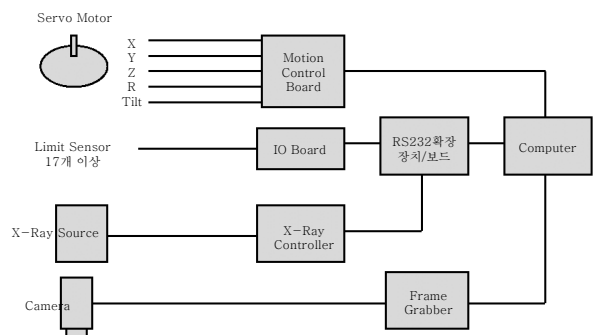 Servo Motor
X
Y
Z
R
Tilt
Motion
Control
Board
Limit Sensor
17개 이상
IO Board
RS232확장
장치/보드
Computer
X-Ray Source
X-Ray
Controller
Camera
Frame
Grabber